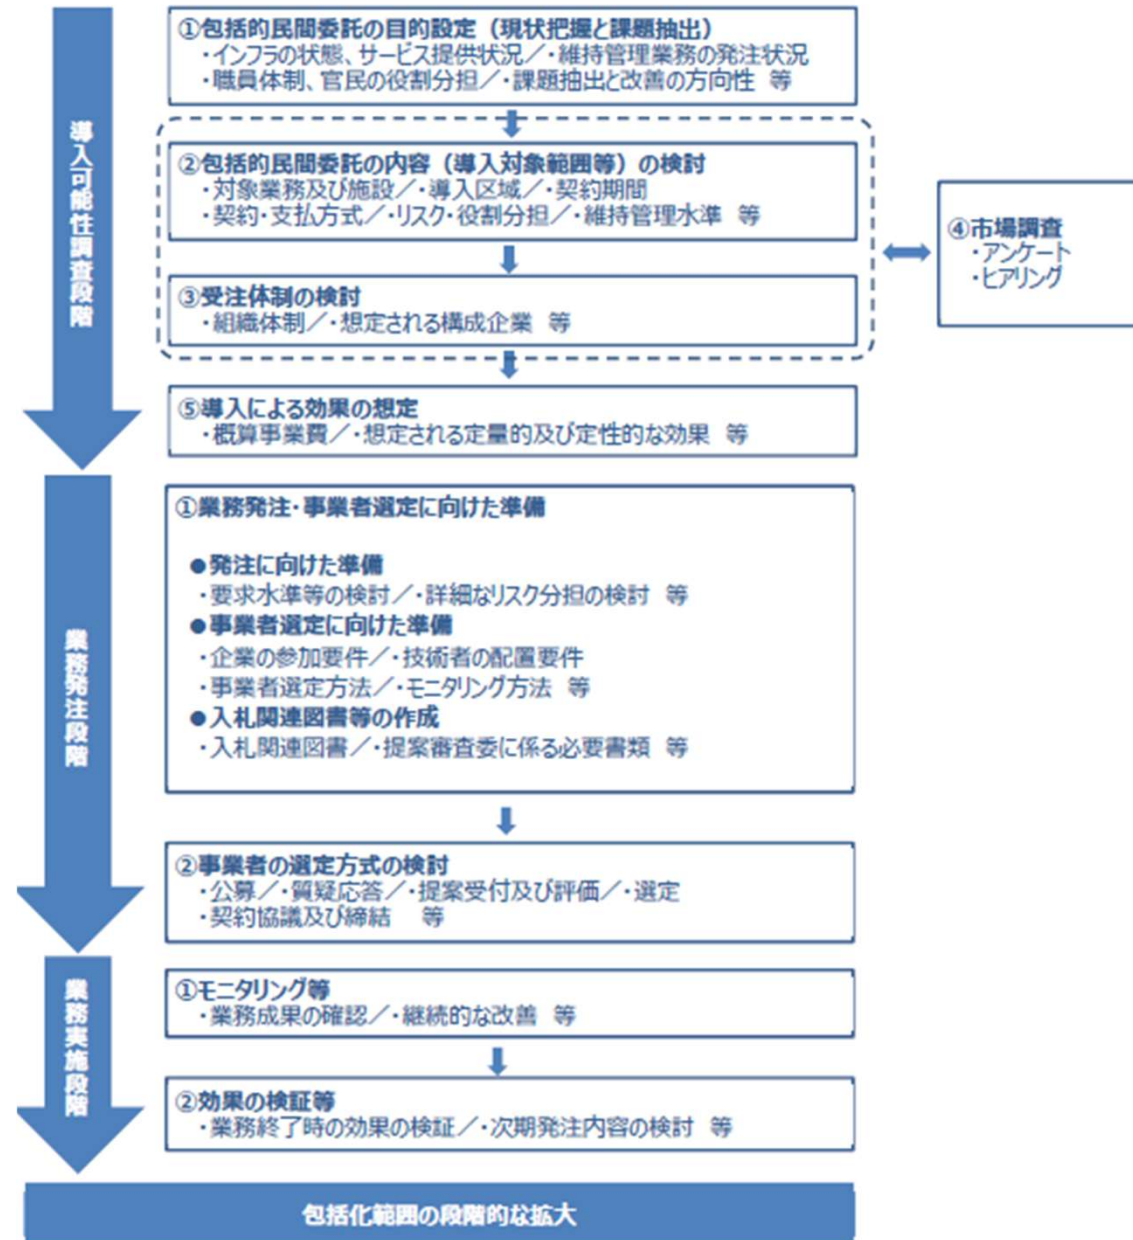 導入可能性調査段階
①包括的民間委託の目的設定（現状把握と課題抽出）
・インフラの状態、サービス提供状況／・維持管理業務の発注状況
・職員体制、官民の役割分担／・課題抽出と改善の方向性 等
②包括的民間委託の内容（導入対象範囲等）の検討
・対象業務及び施設／・導入区域／・契約期間
・契約・支払方式／・リスク・役割分担／・維持管理水準 等
③受注体制の検討
・組織体制／・想定される構成企業 等
④市場調査
・アンケート
・ヒアリング
⑤導入による効果の想定
・概算事業費／・想定される定量的及び定性的な効果 等
業務発注段階
①業務発注・事業者選定に向けた準備
●発注に向けた準備
・要求水準等の検討／・詳細なリスク分担の検討 等
●事業者選定に向けた準備
・企業の参加要件／・技術者の配置要件
・事業者選定方法／・モニタリング方法 等
●入札関連図書等の作成
・入札関連図書／・提案審査委に係る必要書類 等
②事業者の選定方式の検討
・公募／・質疑応答／・提案受付及び評価／・選定
・契約協議及び締結 等
業務実施段階
①モニタリング等
・業務成果の確認／・継続的な改善 等
②効果の検証等
・業務終了時の効果の検証／・次期発注内容の検討 等
包括化範囲の段階的な拡大